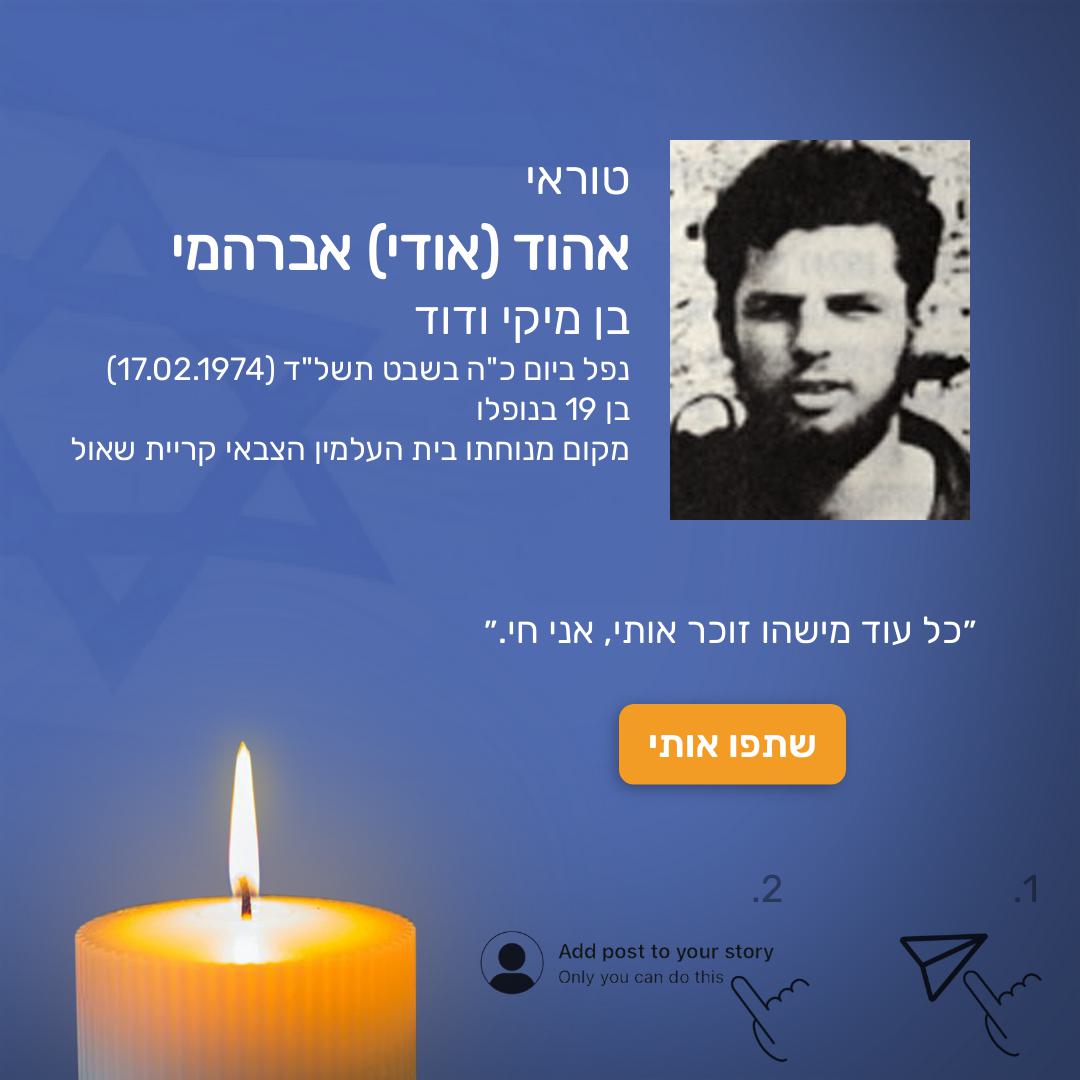 טוראי
אהוד (אודי) אברהמי
בן מיקי ודוד
נפל ביום כ"ה בשבט תשל"ד (17.02.1974)
בן 19 בנופלו
מקום מנוחתו בית העלמין הצבאי קריית שאול
״כל עוד מישהו זוכר אותי, אני חי.״
שתפו אותי
1.
2.
Add post to your story
Only you can do this